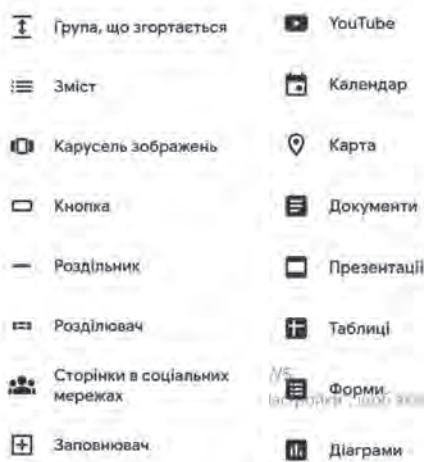 Група, що згортається
Зміст
Карусель зображень
Кнопка
Роздільник
Розділювач
Сторінки в соціальних
мережах
Заповнювач
YouTube
Календар
Карта
Документи
Презентації
Таблиці
Форми
Діаграми